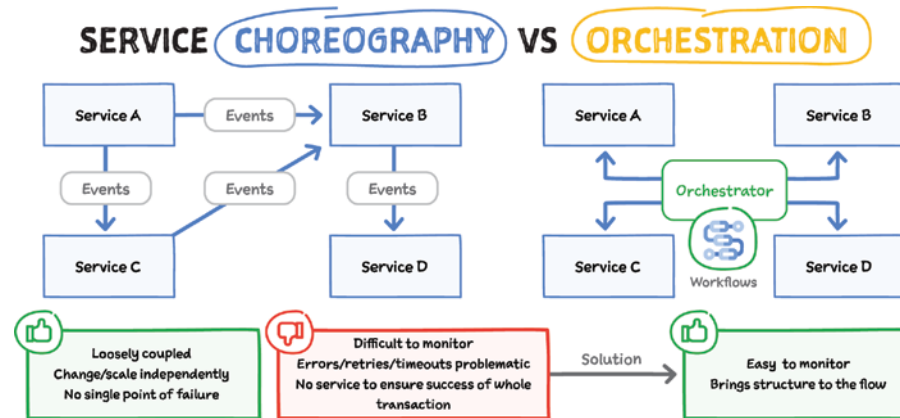 SERVICE CHOREOGRAPHY VS ORCHESTRATION
Service A
Events
Service B
Events
Events
Events
Service C
Service D
Service A
Service B
Orchestrator
Service C
Service D
Workflows
Loosely coupled
Change/scale independently
No single point of failure
Difficult to monitor
Errors/retries/timeouts problematic
No service to ensure success of whole
transaction
Solution
Easy to monitor
Brings structure to the flow